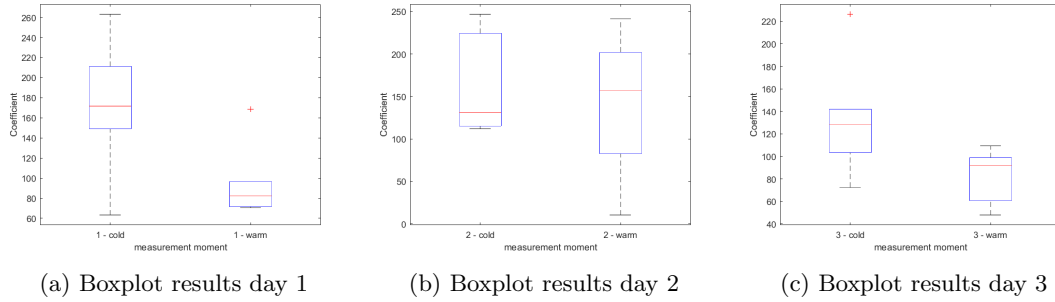 260
240
220
200
180
160
140
120
100
80
60
Coefficient
1 - cold
1 - warm
measurement moment
(a) Boxplot results day 1
250
200
150
100
50
0
Coefficient
2 - cold
2 - warm
measurement moment
(b) Boxplot results day 2
220
200
180
160
140
120
100
80
60
40
Coefficient
3 - cold
3 - warm
measurement moment
(c) Boxplot results day 3